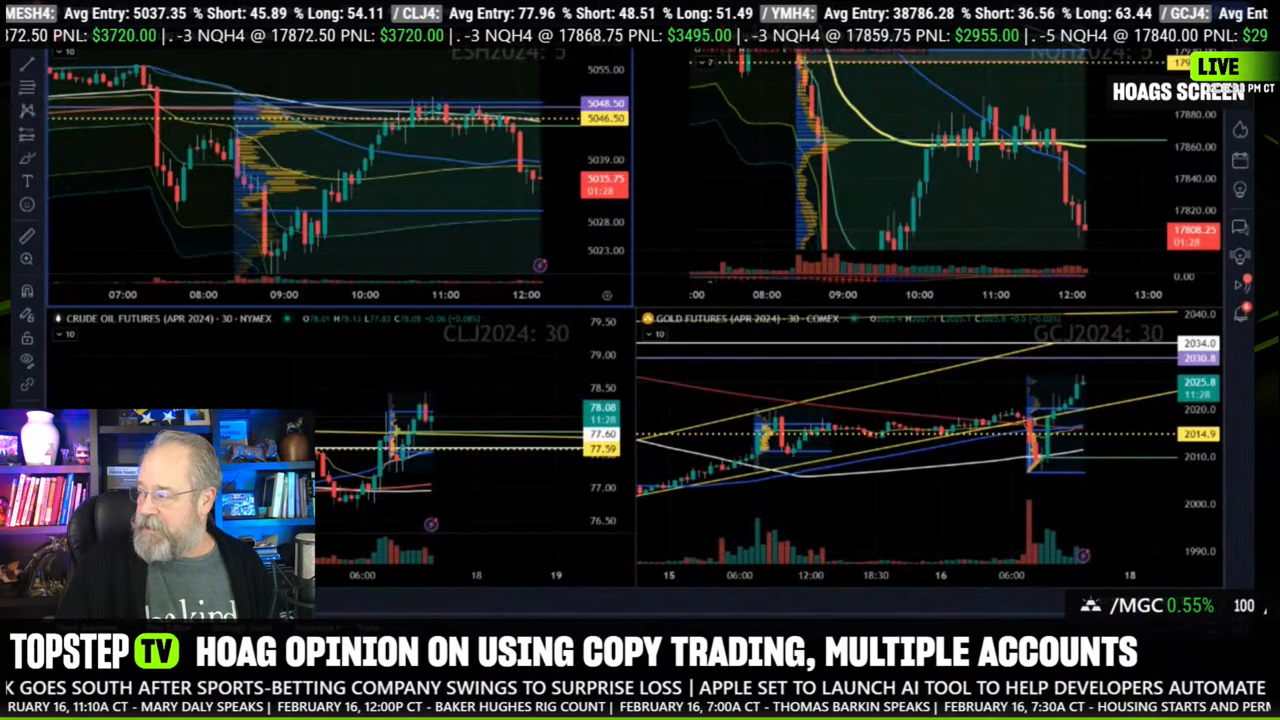 MESH4: Avg Entry: 5037.35 % Short: 45.89 % Long: 54.11 / CLJ4: Avg Entry: 77.96 % Short: 48.51 % Long: 51.49 / YMH4: Avg Entry: 38786.28 % Short: 36.56 % Long: 63.44 / GCJ4: Avg Ent
372.50 PNL: $3720.00 | . -3 NQH4 @ 17872.50 PNL: $3720.00 | . -3 NQH4 @ 17868.75 PNL: $3495.00 | . -3 NQH4 @ 17859.75 PNL: $2955.00 | . -5 NQH4 @ 17840.00 PNL: $29
LIVE
PM CT
HOAGS SCREEN
ESH2024: 5
10
5055.00
5048.50
5046.50
5039.00
5035.75
01:28
5028.00
5023.00
07:00 08:00 09:00 10:00 11:00 12:00
NQH2024: 5
7
17880.00
17860.00
17840.00
17820.00
17808.25
01:28
0.00
:00 08:00 09:00 10:00 11:00 12:00 13:00
CRUDE OIL FUTURES (APR 2024) · 30 · NYMEX
CLJ2024: 30
10
79.50
79.00
78.50
78.08
11:28
77.60
77.59
77.00
76.50
06:00 18 19
GOLD FUTURES (APR 2024) · 30 · COMEX
GCJ2024: 30
10
2040.0
2034.0
2030.8
2025.8
11:28
2020.0
2014.9
2010.0
2000.0
1990.0
15 06:00 12:00 18:30 16 06:00 18
be kind
/MGC 0.55% 100
TOPSTEP TV HOAG OPINION ON USING COPY TRADING, MULTIPLE ACCOUNTS
K GOES SOUTH AFTER SPORTS-BETTING COMPANY SWINGS TO SURPRISE LOSS | APPLE SET TO LAUNCH AI TOOL TO HELP DEVELOPERS AUTOMATE
RUARY 16, 11:10A CT - MARY DALY SPEAKS | FEBRUARY 16, 12:00P CT - BAKER HUGHES RIG COUNT | FEBRUARY 16, 7:00A CT - THOMAS BARKIN SPEAKS | FEBRUARY 16, 7:30A CT - HOUSING STARTS AND PERM